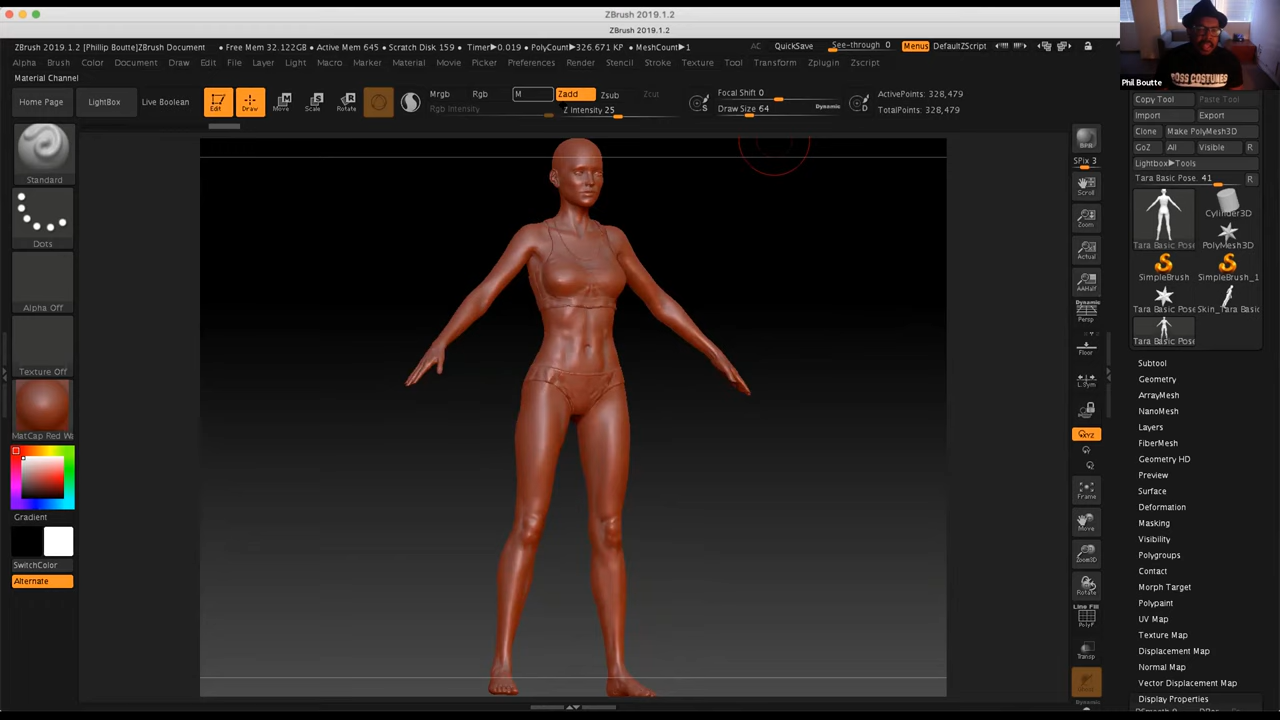 ZBrush 2019.1.2
ZBrush 2019.1.2
ZBrush 2019.1.2 [Phillip Boutte]ZBrush Document
• Free Mem 32.122GB • Active Mem 645 • Scratch Disk 159 • Timer▶0.019 • PolyCount▶326.671 KP • MeshCount▶1
AC QuickSave See-through 0 Menus DefaultZScript
Alpha Brush Color Document Draw Edit File Layer Light Macro Marker Material Movie Picker Preferences Render Stencil Stroke Texture Tool Transform Zplugin Zscript
Material Channel
Home Page LightBox Live Boolean
Edit Draw Move Scale Rotate
Mrgb Rgb M Zadd Zsub Zcut
Rgb Intensity Z Intensity 25
Focal Shift 0
Draw Size 64 Dynamic
S D
ActivePoints: 328,479
TotalPoints: 328,479
Standard
Dots
Alpha Off
Texture Off
MatCap Red Wa
Gradient
SwitchColor
Alternate
BPR
SPix 3
Scroll
Zoom
Actual
AAHalf
Dynamic
Persp
Floor
L.Sym
XYZ
Frame
Move
Zoom3D
Rotate
Line Fill
PolyF
Transp
Dynamic
Phil Boutte
BOSS COSTUMES
Copy Tool Paste Tool
Import Export
Clone Make PolyMesh3D
GoZ All Visible R
Lightbox▶Tools
Tara Basic Pose. 41 R
Tara Basic Pose
Cylinder3D
PolyMesh3D
SimpleBrush SimpleBrush_1
Tara Basic Pose Skin_Tara Basic
Tara Basic Pose
Subtool
Geometry
ArrayMesh
NanoMesh
Layers
FiberMesh
Geometry HD
Preview
Surface
Deformation
Masking
Visibility
Polygroups
Contact
Morph Target
Polypaint
UV Map
Texture Map
Displacement Map
Normal Map
Vector Displacement Map
Display Properties